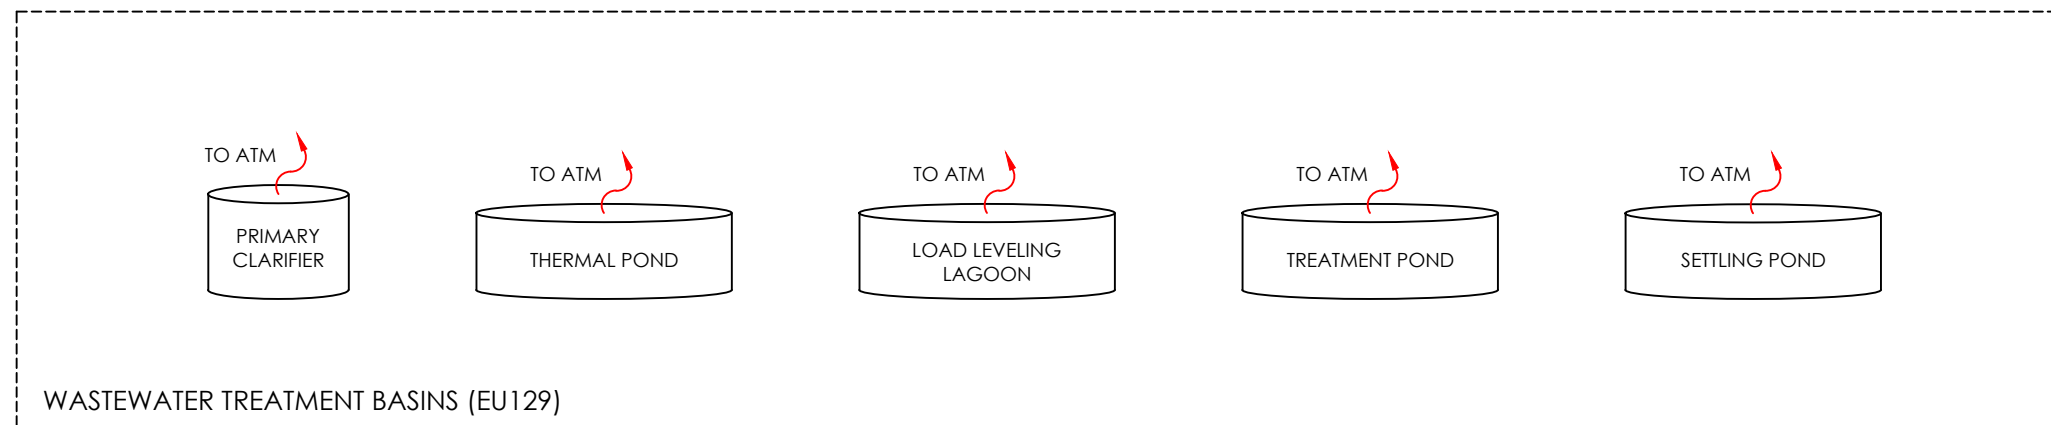 TO ATM
TO ATM
TO ATM
TO ATM
TO ATM
PRIMARY
CLARIFIER
THERMAL POND
LOAD LEVELING
LAGOON
TREATMENT POND
SETTLING POND
WASTEWATER TREATMENT BASINS (EU129)